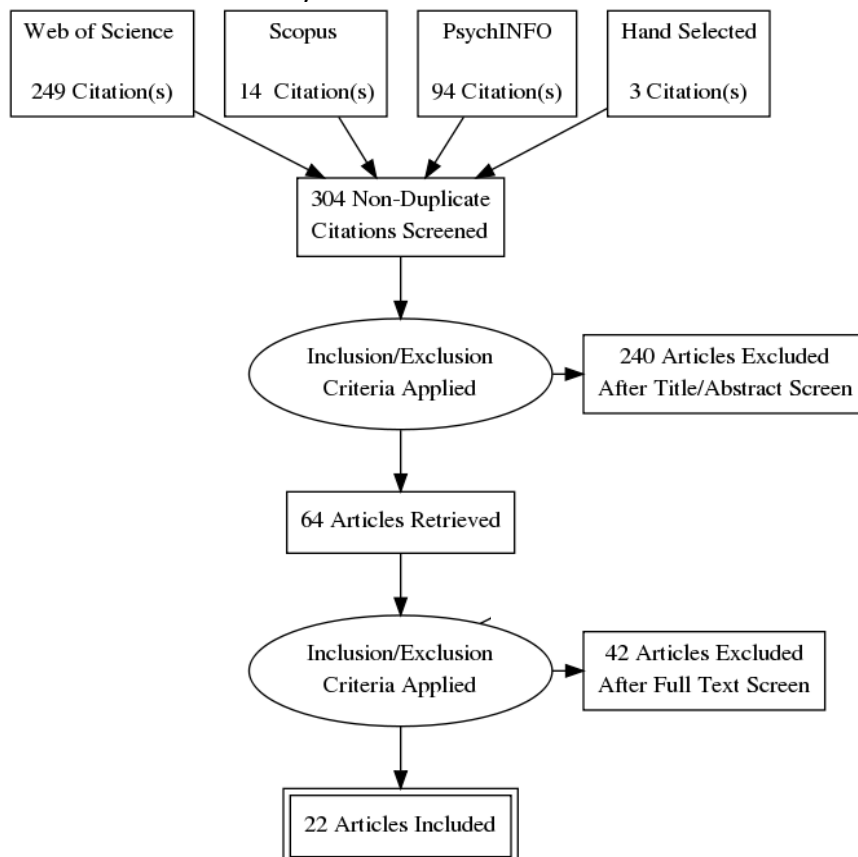 Web of Science
249 Citation(s)
Scopus
14  Citation(s)
PsychINFO
94 Citation(s)
Hand Selected
3 Citation(s)
304 Non-Duplicate
Citations Screened
Inclusion/Exclusion
Criteria Applied
240 Articles Excluded
After Title/Abstract Screen
64 Articles Retrieved
Inclusion/Exclusion
Criteria Applied
42 Articles Excluded
After Full Text Screen
22 Articles Included